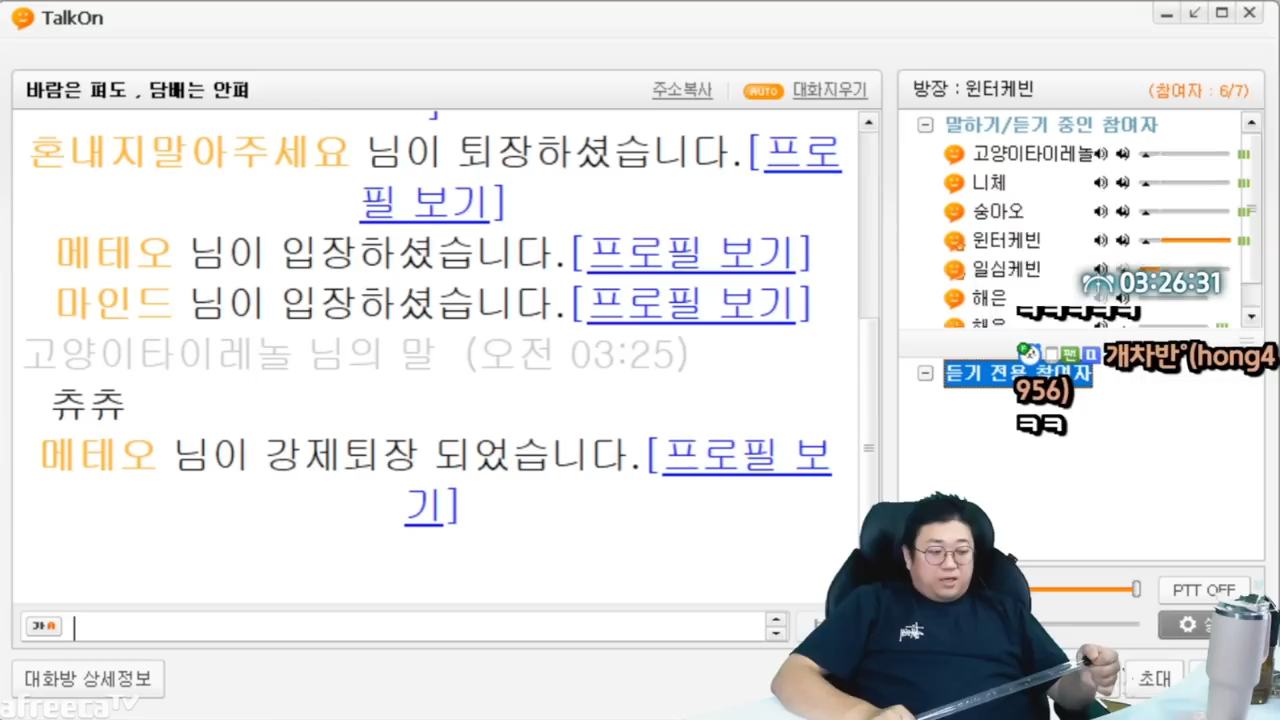 TalkOn
바람은 펴도 , 담배는 안펴
주소복사
AUTO
대화지우기
방장 : 윈터케빈
(참여자 : 6/7)
]
혼내지말아주세요 님이 퇴장하셨습니다.[프로
필 보기]
메테오 님이 입장하셨습니다.[프로필 보기]
마인드 님이 입장하셨습니다.[프로필 보기]
고양이타이레놀 님의 말 (오전 03:25)
츄츄
메테오 님이 강제퇴장 되었습니다.[프로필 보
기]
말하기/듣기 중인 참여자
고양이타이레놀
니체
숭아오
윈터케빈
일심케빈
해은
03:26:31
듣기 전용 참여자
팬
개차반*(hong4
956)
ㅋㅋ
PTT OFF
가
대화방 상세정보
초대
afreecaTV